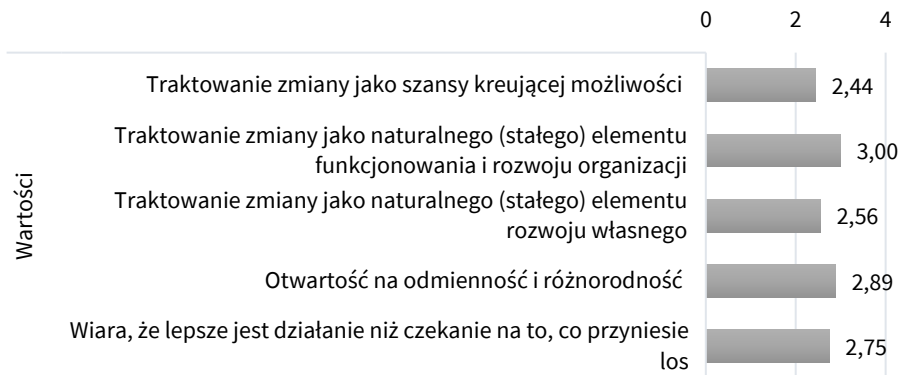 0 2 4
Traktowanie zmiany jako szansy kreującej możliwości
2,44
Traktowanie zmiany jako naturalnego (stałego) elementu
funkcjonowania i rozwoju organizacji
3,00
Wartości
Traktowanie zmiany jako naturalnego (stałego) elementu
rozwoju własnego
2,56
Otwartość na odmienność i różnorodność
2,89
Wiara, że lepsze jest działanie niż czekanie na to, co przyniesie
los
2,75